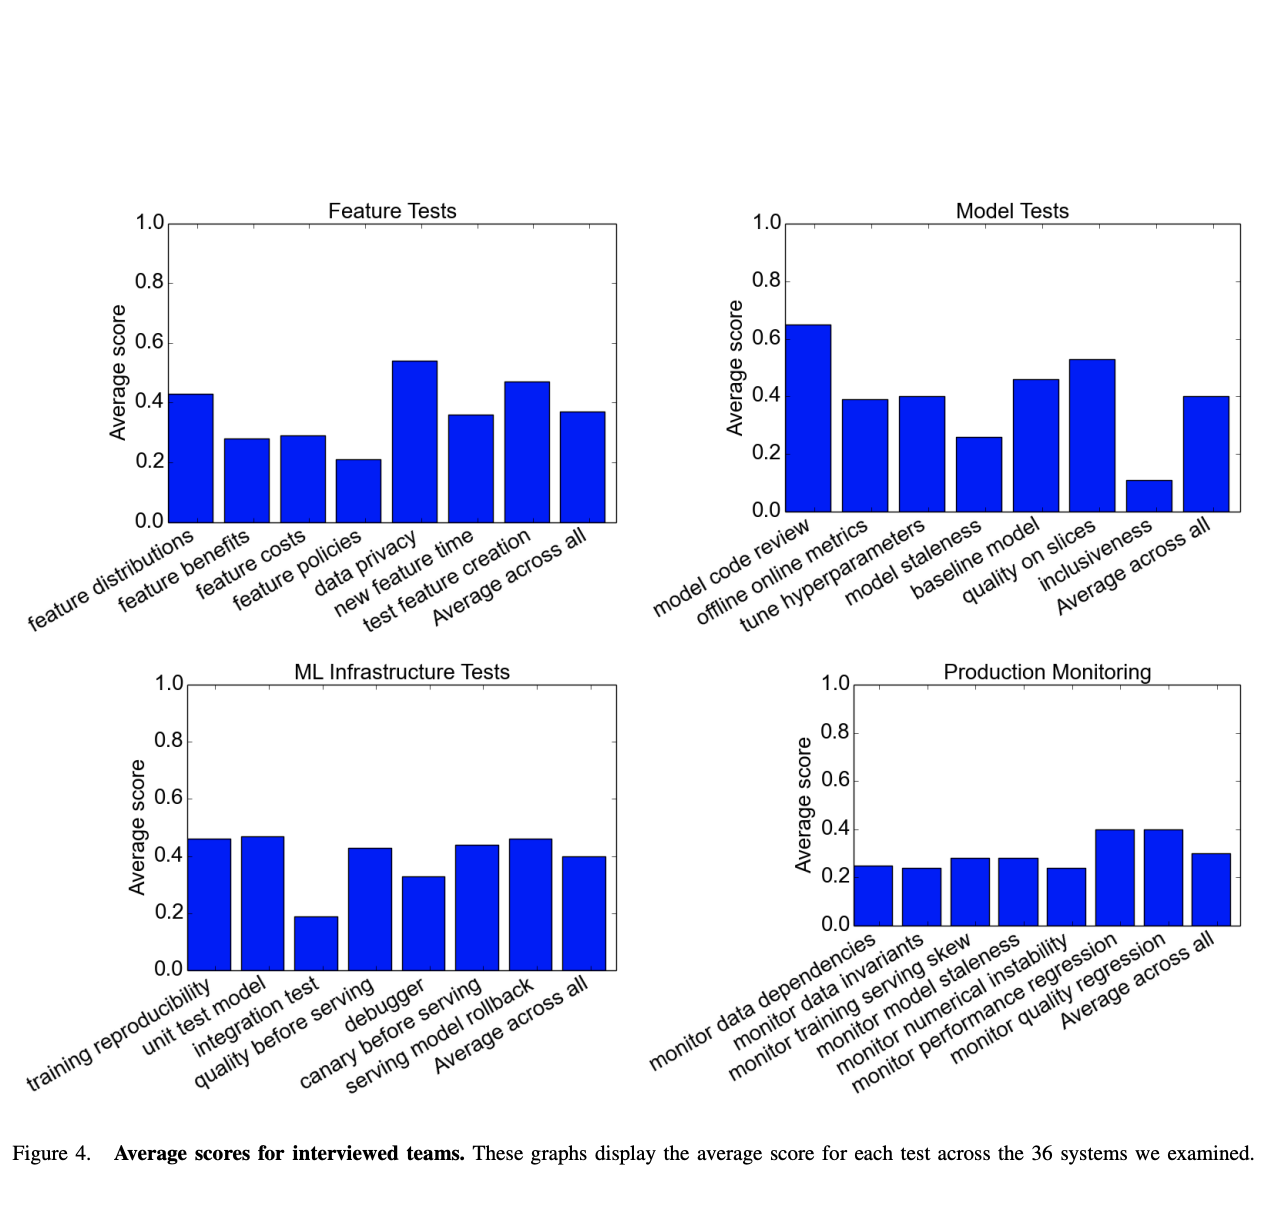 Feature Tests
Average score
1.0
0.8
0.6
0.4
0.2
0.0
feature distributions
feature benefits
feature costs
feature policies
data privacy
new feature time
test feature creation
Average across all
Model Tests
Average score
1.0
0.8
0.6
0.4
0.2
0.0
model code review
offline online metrics
tune hyperparameters
model staleness
baseline model
quality on slices
inclusiveness
Average across all
ML Infrastructure Tests
Average score
1.0
0.8
0.6
0.4
0.2
0.0
training reproducibility
unit test model
integration test
quality before serving
debugger
canary before serving
serving model rollback
Average across all
Production Monitoring
Average score
1.0
0.8
0.6
0.4
0.2
0.0
monitor data dependencies
monitor data invariants
monitor training serving skew
monitor model staleness
monitor numerical instability
monitor performance regression
monitor quality regression
Average across all
Figure 4. Average scores for interviewed teams. These graphs display the average score for each test across the 36 systems we examined.